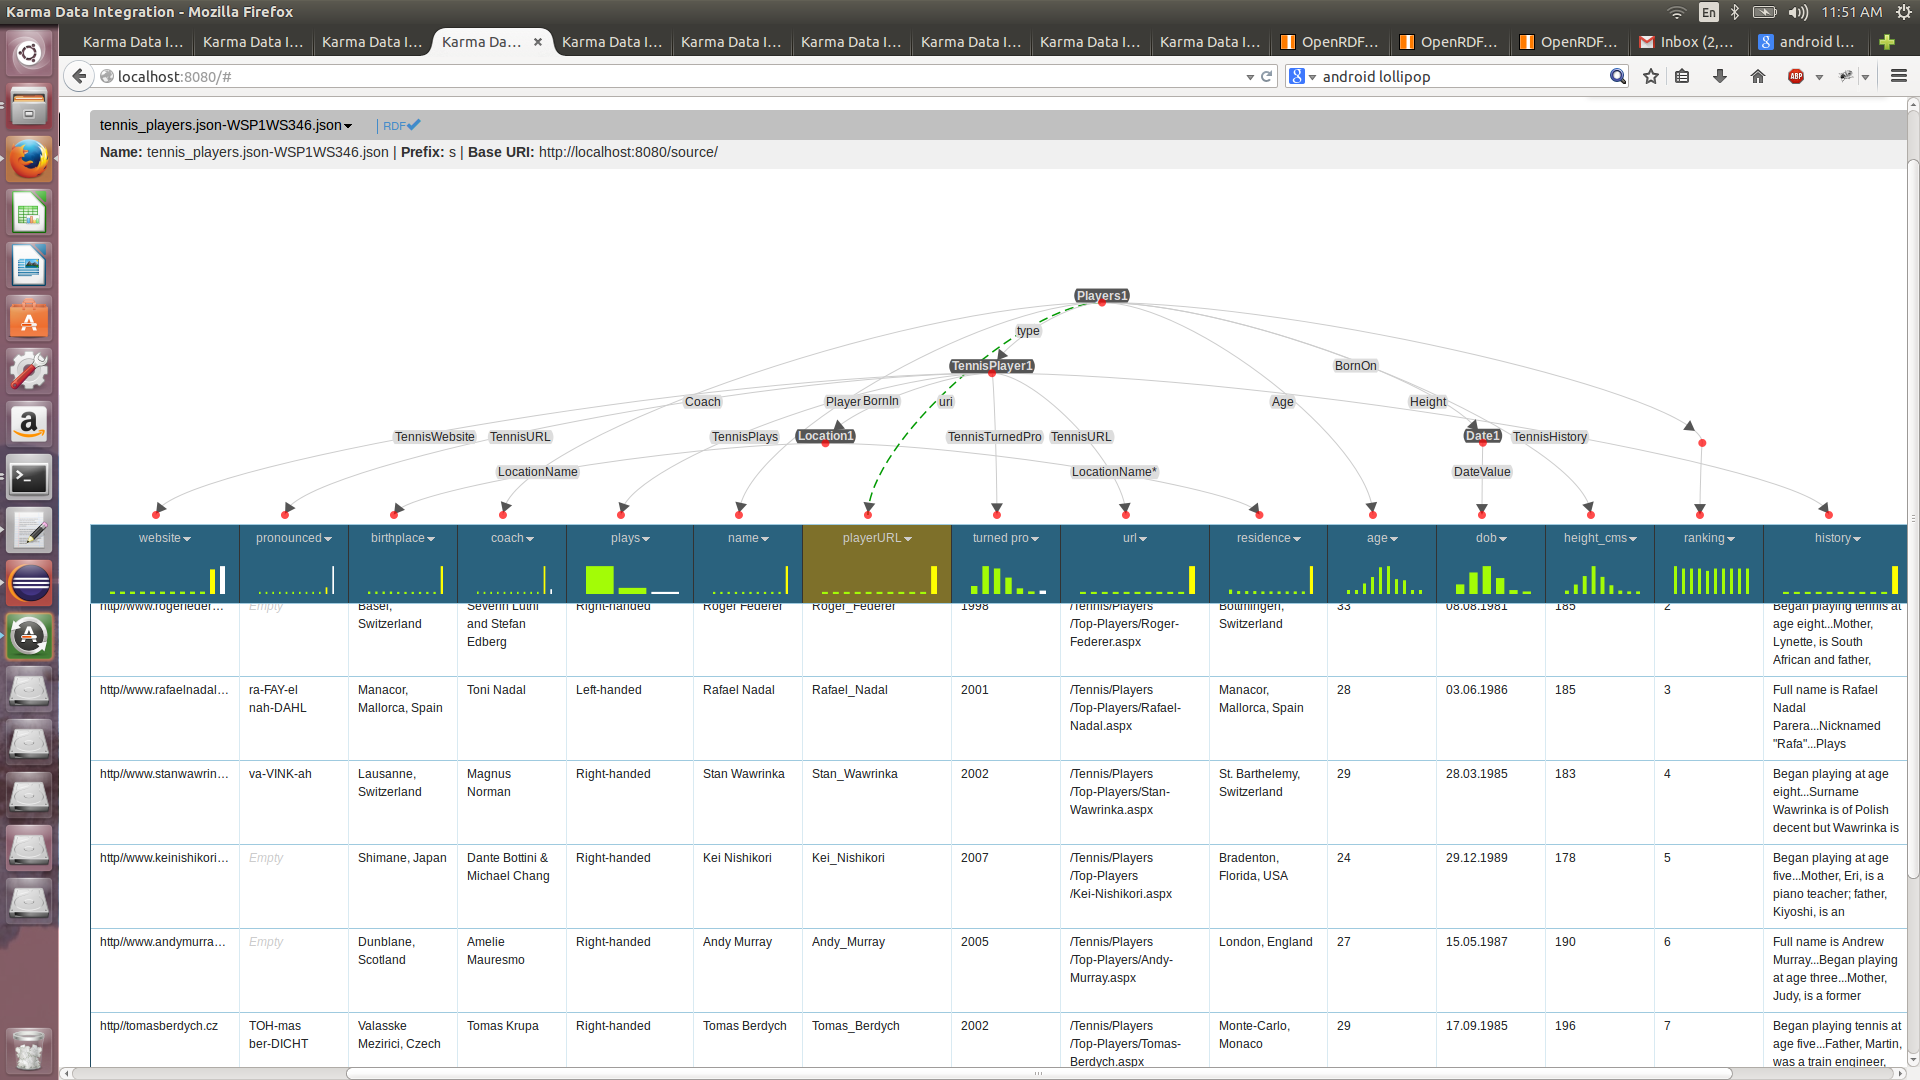 Karma Data Integration - Mozilla Firefox
En
11:51 AM
Karma Data I...
Karma Data I...
Karma Data I...
Karma Da...
Karma Data I...
Karma Data I...
Karma Data I...
Karma Data I...
Karma Data I...
Karma Data I...
OpenRDF...
OpenRDF...
OpenRDF...
Inbox (2,...
android l...
localhost:8080/#
android lollipop
ABP
tennis_players.json-WSP1WS346.json
RDF
Name: tennis_players.json-WSP1WS346.json | Prefix: s | Base URI: http://localhost:8080/source/
Players1
type
TennisPlayer1
BornOn
Coach
Player
BornIn
uri
Age
Height
TennisWebsite
TennisURL
TennisPlays
Location1
TennisTurnedPro
TennisURL
Date1
TennisHistory
LocationName
LocationName*
DateValue
website
pronounced
birthplace
coach
plays
name
playerURL
turned pro
url
residence
age
dob
height_cms
ranking
history
http//www.rogerfeder...
Empty
Basel,
Switzerland
Severin Luthi
and Stefan
Edberg
Right-handed
Roger Federer
Roger_Federer
1998
/Tennis/Players
/Top-Players/Roger-
Federer.aspx
Bottmingen,
Switzerland
33
08.08.1981
185
2
Began playing tennis at
age eight...Mother,
Lynette, is South
African and father,
http//www.rafaelnadal...
ra-FAY-el
nah-DAHL
Manacor,
Mallorca, Spain
Toni Nadal
Left-handed
Rafael Nadal
Rafael_Nadal
2001
/Tennis/Players
/Top-Players/Rafael-
Nadal.aspx
Manacor,
Mallorca, Spain
28
03.06.1986
185
3
Full name is Rafael
Nadal
Parera...Nicknamed
"Rafa"...Plays
http//www.stanwawrin...
va-VINK-ah
Lausanne,
Switzerland
Magnus
Norman
Right-handed
Stan Wawrinka
Stan_Wawrinka
2002
/Tennis/Players
/Top-Players/Stan-
Wawrinka.aspx
St. Barthelemy,
Switzerland
29
28.03.1985
183
4
Began playing at age
eight...Surname
Wawrinka is of Polish
decent but Wawrinka is
http//www.keinishikori...
Empty
Shimane, Japan
Dante Bottini &
Michael Chang
Right-handed
Kei Nishikori
Kei_Nishikori
2007
/Tennis/Players
/Top-Players
/Kei-Nishikori.aspx
Bradenton,
Florida, USA
24
29.12.1989
178
5
Began playing at age
five...Mother, Eri, is a
piano teacher; father,
Kiyoshi, is an
http//www.andymurra...
Empty
Dunblane,
Scotland
Amelie
Mauresmo
Right-handed
Andy Murray
Andy_Murray
2005
/Tennis/Players
/Top-Players/Andy-
Murray.aspx
London, England
27
15.05.1987
190
6
Full name is Andrew
Murray...Began playing
at age three...Mother,
Judy, is a former
http//tomasberdych.cz
TOH-mas
ber-DICHT
Valasske
Mezirici, Czech
Tomas Krupa
Right-handed
Tomas Berdych
Tomas_Berdych
2002
/Tennis/Players
/Top-Players/Tomas-
Berdych.aspx
Monte-Carlo,
Monaco
29
17.09.1985
196
7
Began playing tennis at
age five...Father, Martin,
was a train engineer,